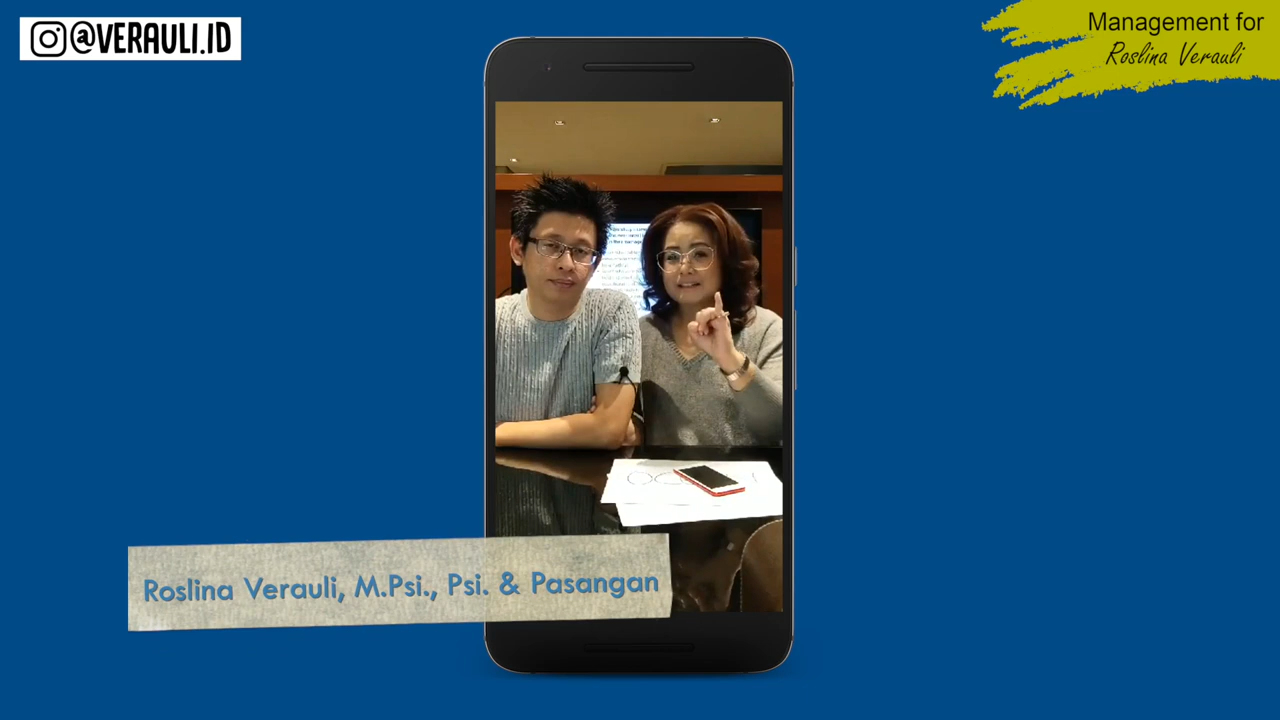 @VERAULI.ID
Management for
Roslina Verauli
Roslina Verauli, M.Psi., Psi. & Pasangan